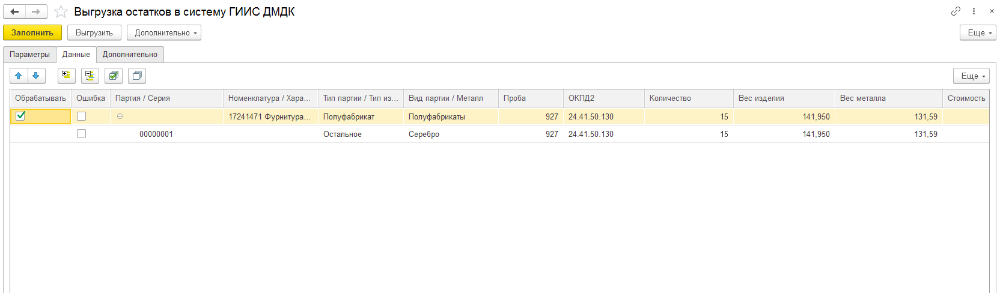 Выгрузка остатков в систему ГИИС ДМДК
Заполнить Выгрузить Дополнительно Еще
Параметры Данные Дополнительно
Еще
Обрабатывать Ошибка Партия / Серия Номенклатура / Хара... Тип партии / Тип из... Вид партии / Металл Проба ОКПД2 Количество Вес изделия Вес металла Стоимость
17241471 Фурнитура... Полуфабрикат Полуфабрикаты 927 24.41.50.130 15 141,950 131,59
00000001 Остальное Серебро 927 24.41.50.130 15 141,950 131,59